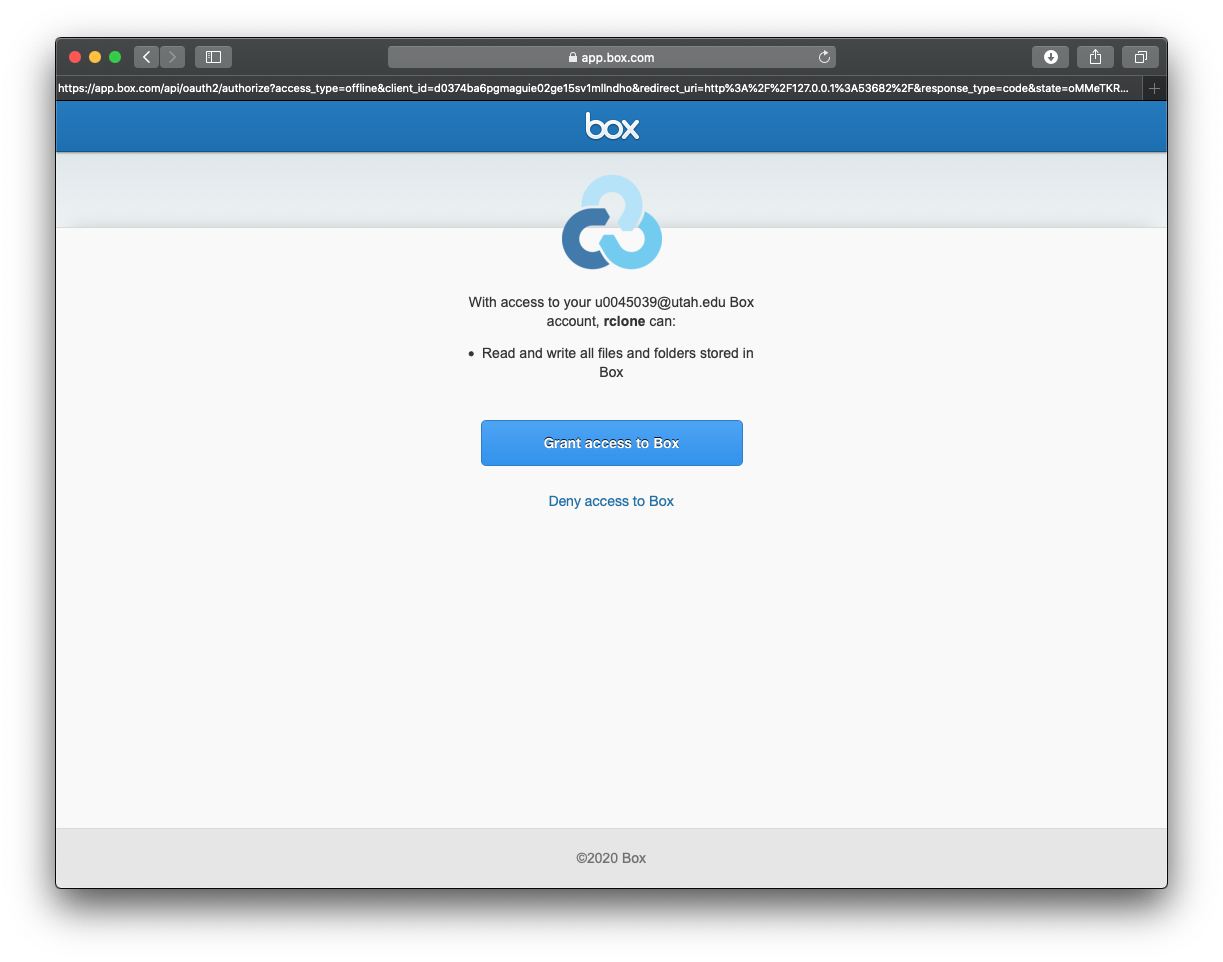 app.box.com
https://app.box.com/api/oauth2/authorize?access_type=offline&client_id=d0374ba6pgmaguie02ge15sv1mllndho&redirect_uri=http%3A%2F%2F127.0.0.1%3A53682%2F&response_type=code&state=oMMeTKR...
box
With access to your u0045039@utah.edu Box
account, rclone can:
• Read and write all files and folders stored in
Box
Grant access to Box
Deny access to Box
©2020 Box